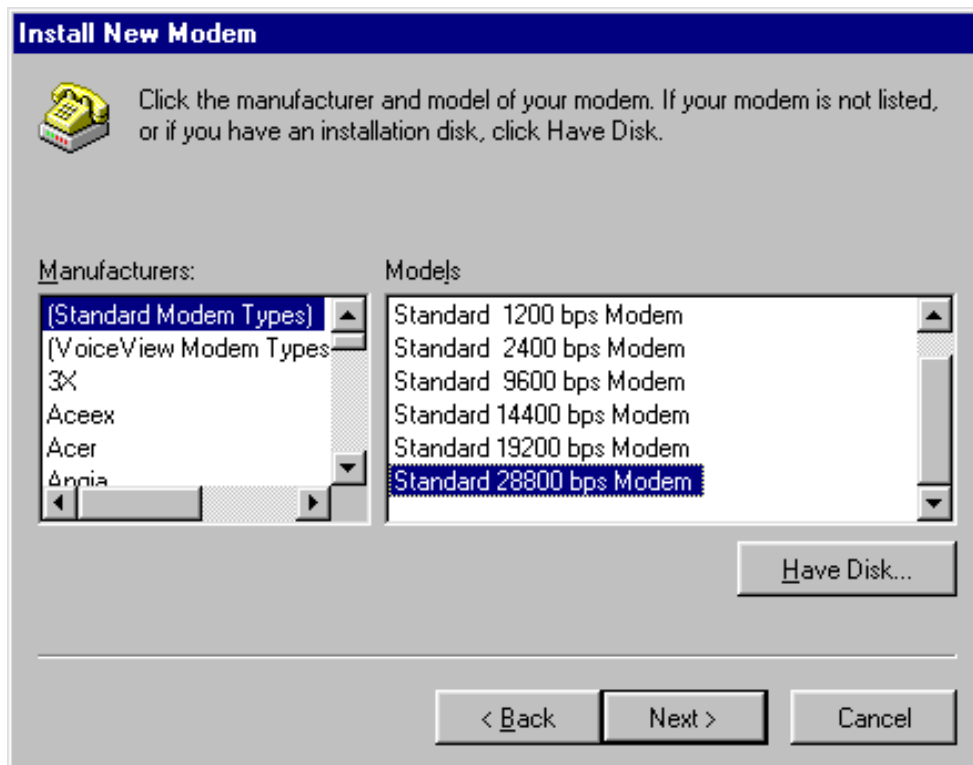 Install New Modem
Click the manufacturer and model of your modem. If your modem is not listed,
or if you have an installation disk, click Have Disk.
Manufacturers:
(Standard Modem Types)
(VoiceView Modem Types
3X
Aceex
Acer
Angia
Models
Standard  1200 bps Modem
Standard  2400 bps Modem
Standard  9600 bps Modem
Standard 14400 bps Modem
Standard 19200 bps Modem
Standard 28800 bps Modem
Have Disk...
< Back
Next >
Cancel